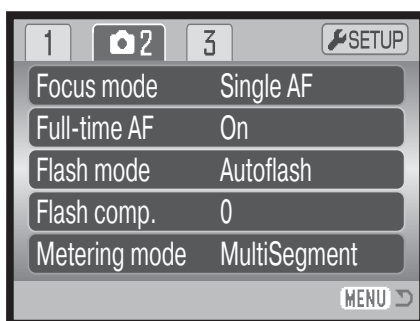 1 2 3 SETUP
Focus mode Single AF
Full-time AF On
Flash mode Autoflash
Flash comp. 0
Metering mode MultiSegment
MENU